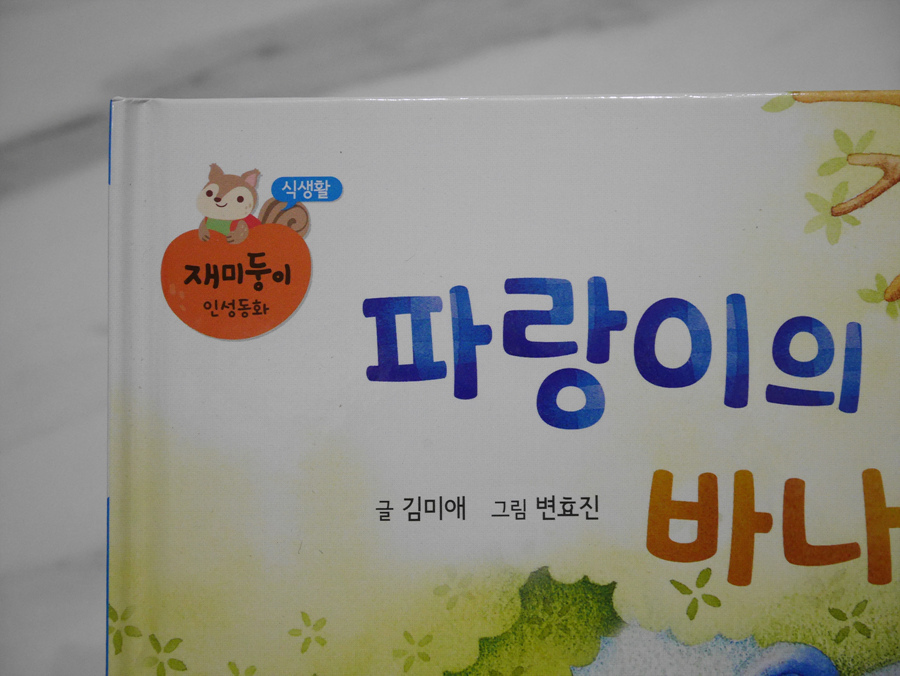 식생활
재미둥이
인성동화
파랑이의
바나
글 김미애 그림 변효진